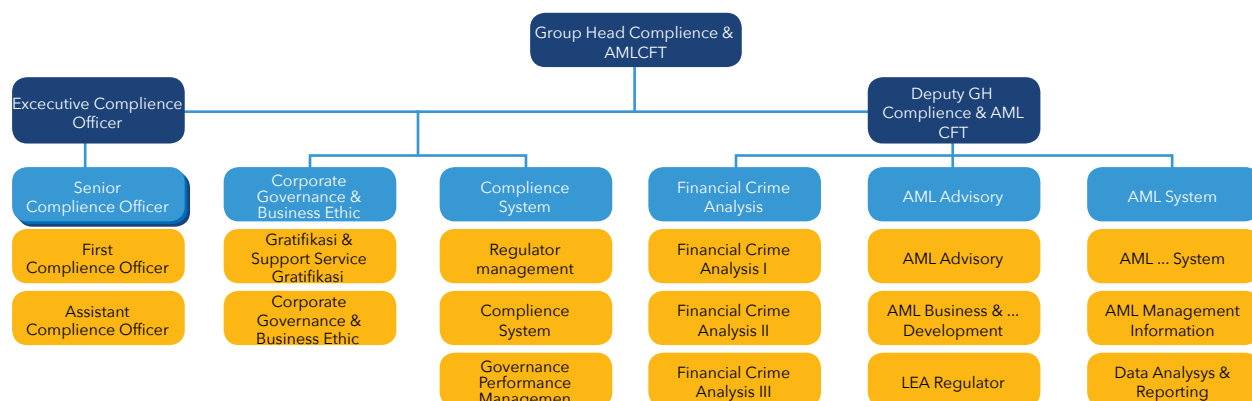 Group Head Complience &
AMLCFT
Excecutive Complience
Officer
Deputy GH
Complience & AML
CFT
Senior
Complience Officer
Corporate
Governance &
Business Ethic
Complience
System
Financial Crime
Analysis
AML Advisory
AML System
First
Complience Officer
Gratifikasi &
Support Service
Gratifikasi
Regulator
management
Financial Crime
Analysis I
AML Advisory
AML ... System
Assistant
Complience Officer
Corporate
Governance &
Business Ethic
Complience
System
Financial Crime
Analysis II
AML Business & ...
Development
AML Management
Information
Governance
Performance
Managemen
Financial Crime
Analysis III
LEA Regulator
Data Analysys &
Reporting